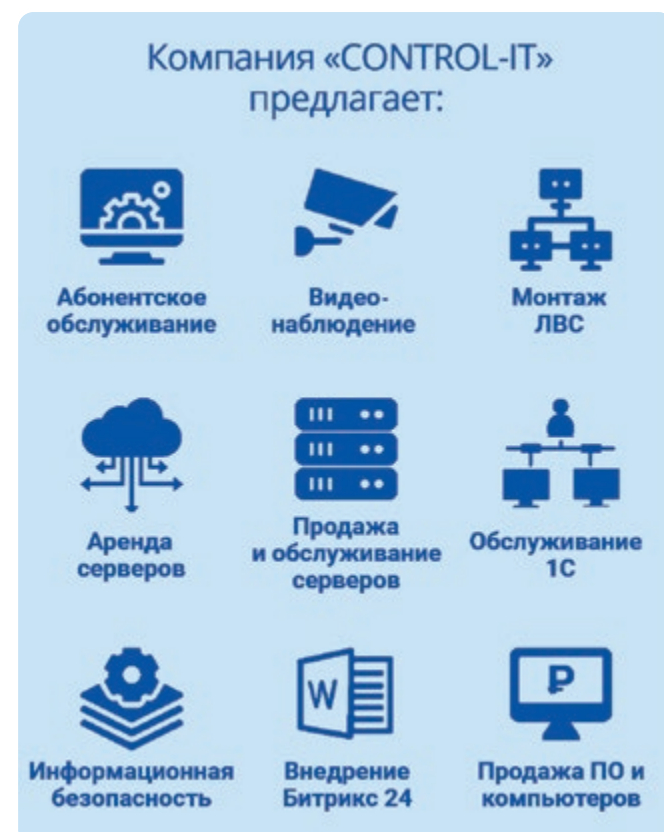 Компания «CONTROL-IT»
предлагает:
Абонентское
обслуживание
Видео-
наблюдение
Монтаж
ЛВС
Аренда
серверов
Продажа
и обслуживание
серверов
Обслуживание
1С
Информационная
безопасность
W
Внедрение
Битрикс 24
₽
Продажа ПО и
компьютеров